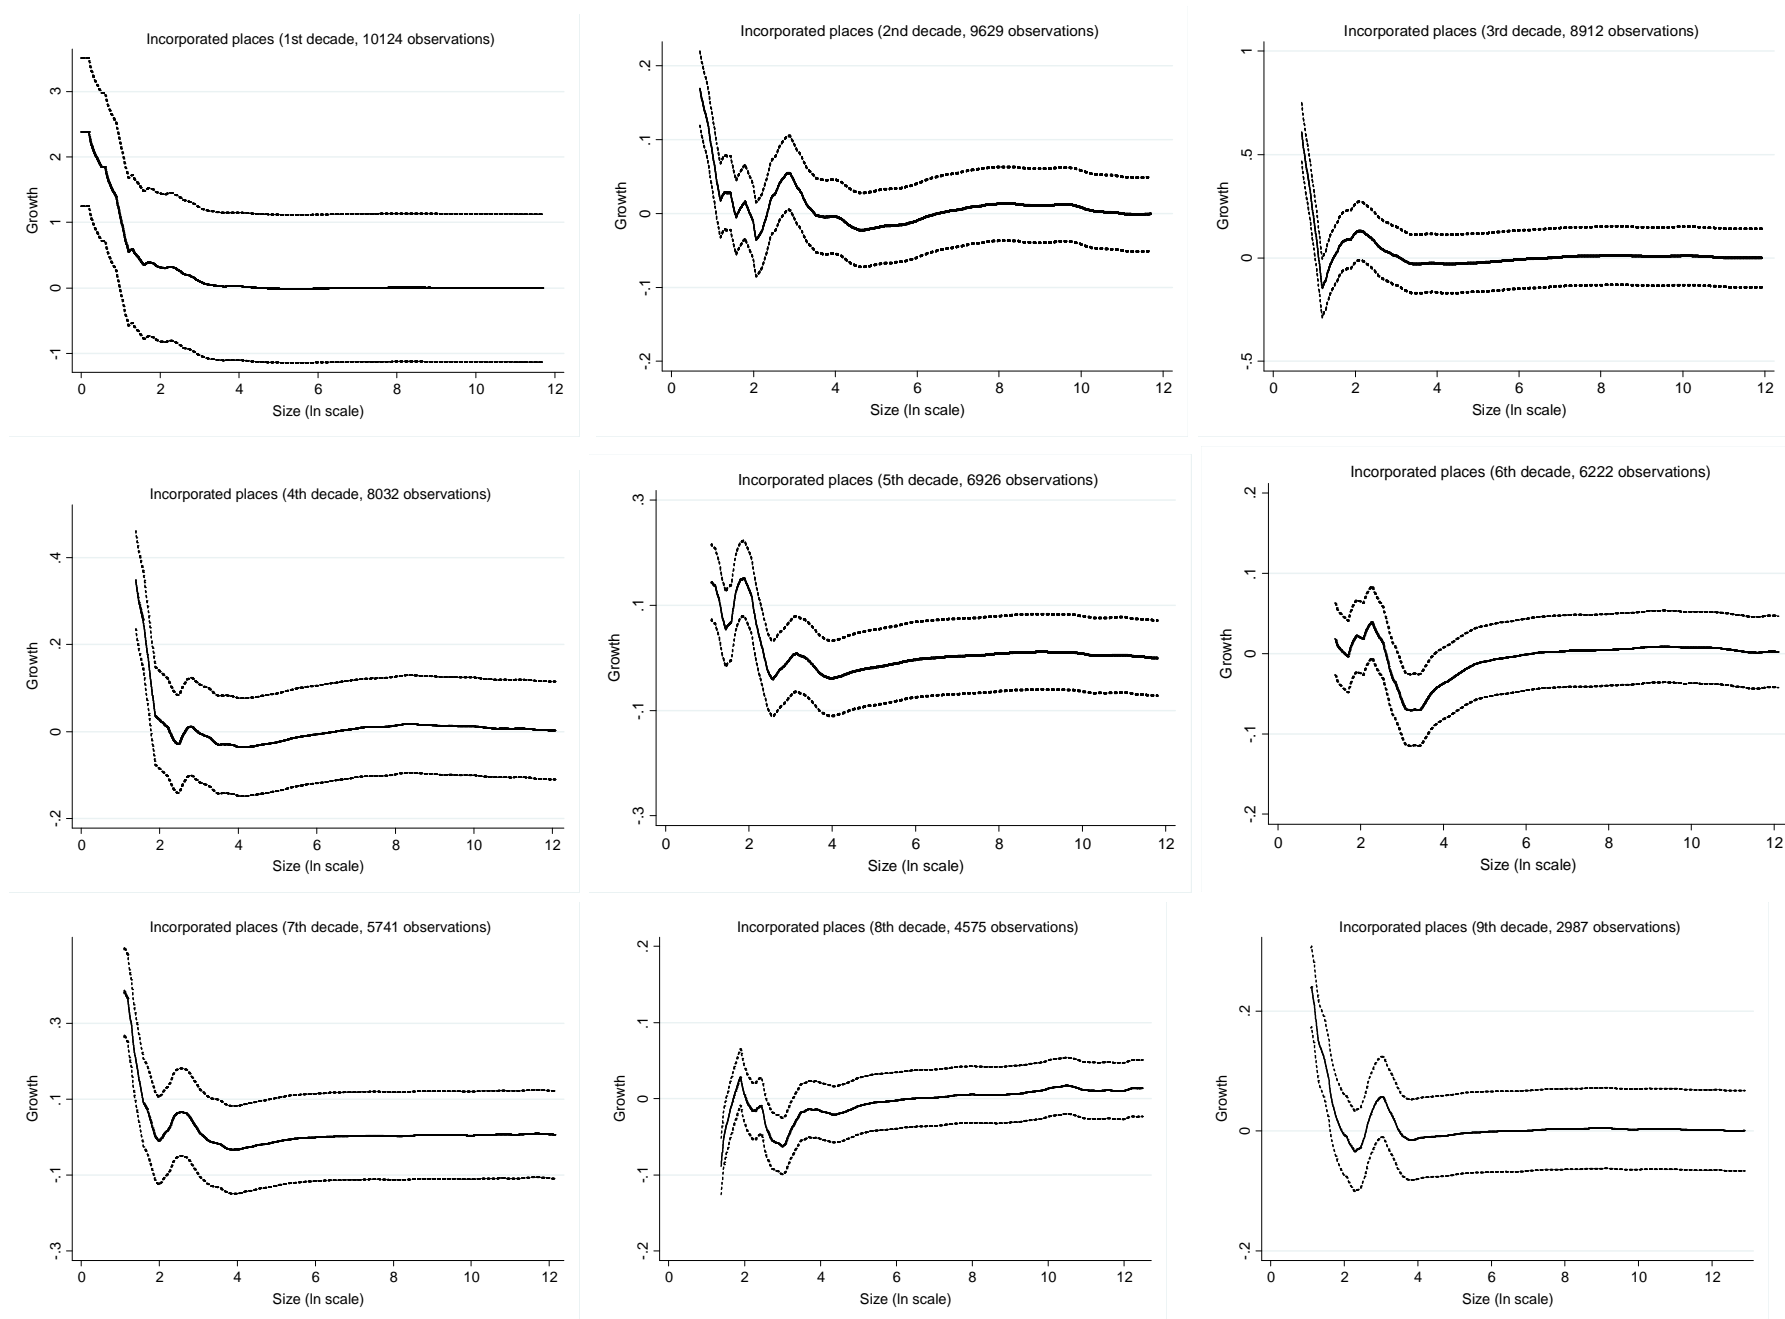 Incorporated places (1st decade, 10124 observations)
Growth
3
2
1
0
-1
0 2 4 6 8 10 12
Size (ln scale)
Incorporated places (2nd decade, 9629 observations)
Growth
.2
.1
0
-.1
-.2
0 2 4 6 8 10 12
Size (ln scale)
Incorporated places (3rd decade, 8912 observations)
Growth
1
.5
0
-.5
0 2 4 6 8 10 12
Size (ln scale)
Incorporated places (4th decade, 8032 observations)
Growth
.4
.2
0
-.2
0 2 4 6 8 10 12
Size (ln scale)
Incorporated places (5th decade, 6926 observations)
Growth
.3
.1
-.1
-.3
0 2 4 6 8 10 12
Size (ln scale)
Incorporated places (6th decade, 6222 observations)
Growth
.2
.1
0
-.1
-.2
0 2 4 6 8 10 12
Size (ln scale)
Incorporated places (7th decade, 5741 observations)
Growth
.3
.1
-.1
-.3
0 2 4 6 8 10 12
Size (ln scale)
Incorporated places (8th decade, 4575 observations)
Growth
.2
.1
0
-.1
-.2
0 2 4 6 8 10 12
Size (ln scale)
Incorporated places (9th decade, 2987 observations)
Growth
.2
0
-.2
0 2 4 6 8 10 12
Size (ln scale)